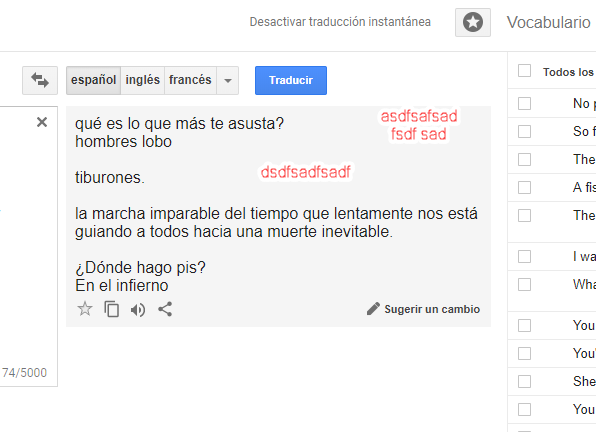 Desactivar traducción instantánea
Vocabulario
español inglés francés
Traducir
Todos los
qué es lo que más te asusta?
hombres lobo
tiburones.
la marcha imparable del tiempo que lentamente nos está
guiando a todos hacia una muerte inevitable.
¿Dónde hago pis?
En el infierno
asdfsafsad
fsdf sad
dsdfsadfsadf
Sugerir un cambio
74/5000
No
So f
The
A fis
The
I wa
Wha
You
You'
She
You